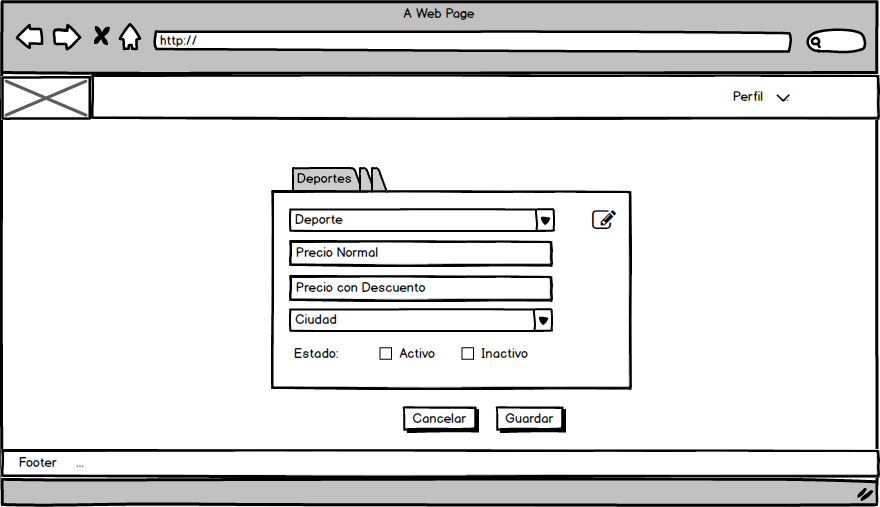 A Web Page
http://
Perfil
Deportes
Deporte
Precio Normal
Precio con Descuento
Ciudad
Estado: Activo Inactivo
Cancelar Guardar
Footer ...